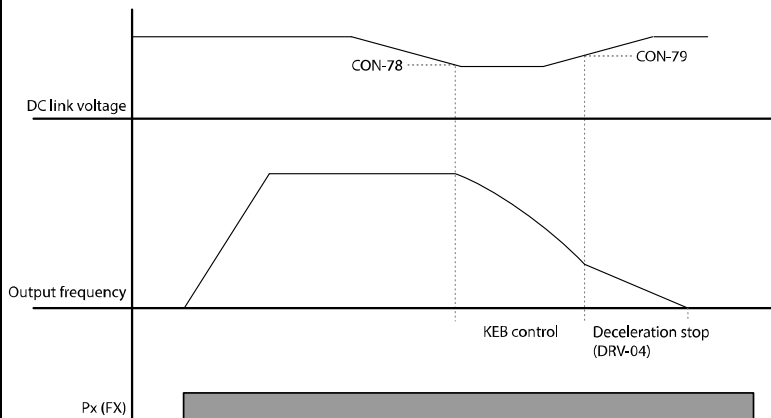 CON-78
CON-79
DC link voltage
Output frequency
KEB control
Deceleration stop
(DRV-04)
Px (FX)